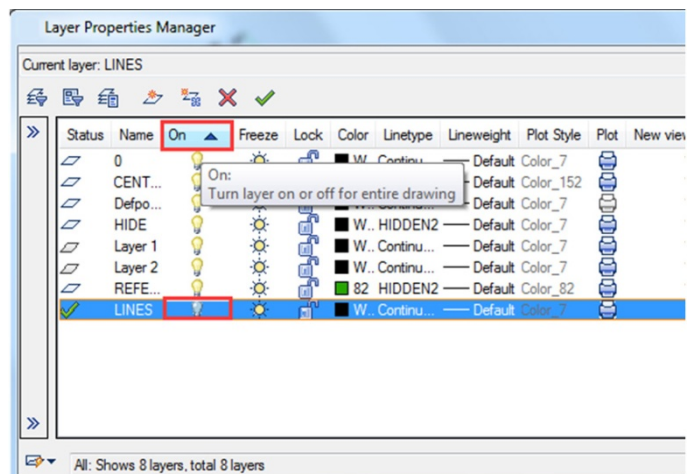 Layer Properties Manager
Current layer: LINES
Status Name On Freeze Lock Color Linetype Lineweight Plot Style Plot New
0 W.. Continu... Default Color_7
On:
CENT... Default Color_152
Turn layer on or off for entire drawing
Defpo... Default Color_7
HIDE W.. HIDDEN2 Default Color_7
Layer 1 W.. Continu... Default Color_7
Layer 2 W.. Continu... Default Color_7
REFE... 82 HIDDEN2 Default Color_82
LINES W.. Continu... Default Color_7
All: Shows 8 layers, total 8 layers